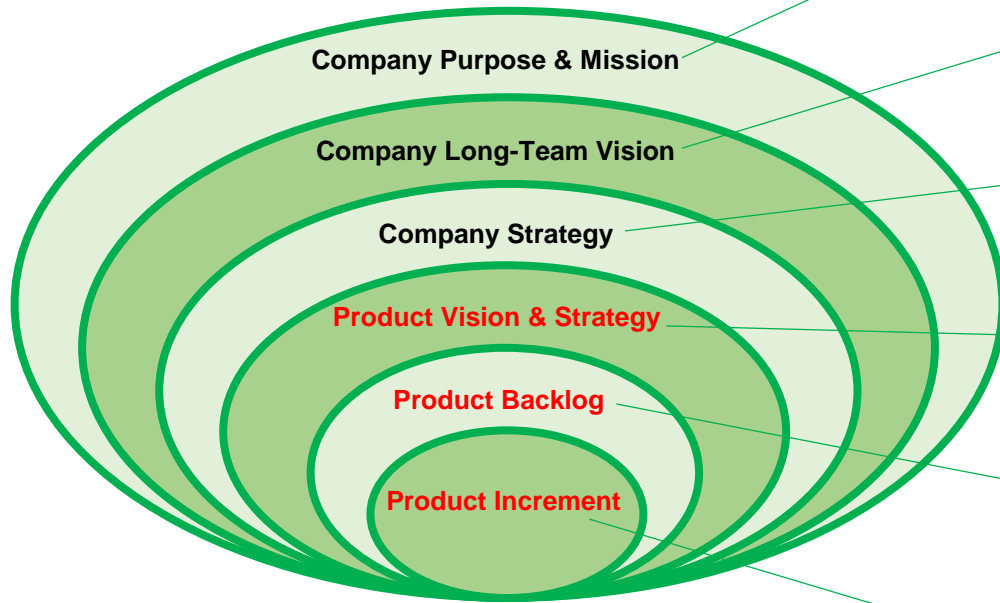 Company Purpose & Mission
Company Long-Team Vision
Company Strategy
Product Vision & Strategy
Product Backlog
Product Increment